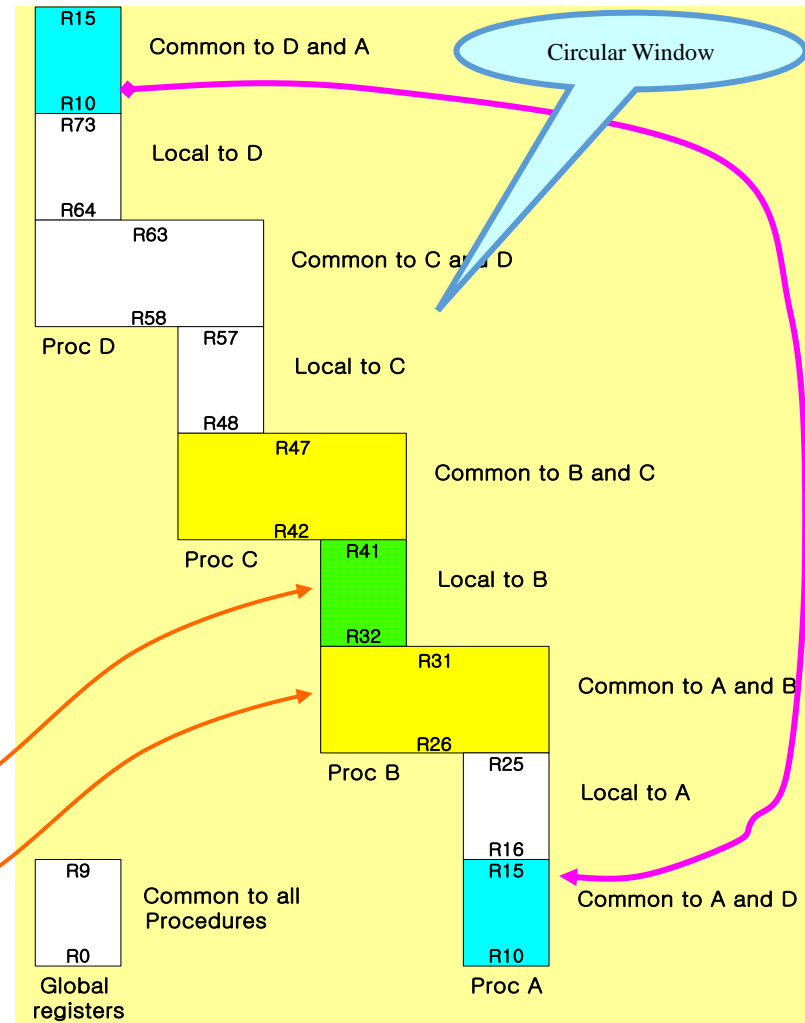 R15
Common to D and A
Circular Window
R10
R73
Local to D
R64
R63
Common to C and D
R58
Proc D
R57
Local to C
R48
R47
Common to B and C
R42
Proc C
R41
Local to B
R32
R31
Common to A and B
R26
Proc B
R25
Local to A
R16
R15
Common to A and D
R10
Proc A
R9
Common to all
Procedures
R0
Global
registers